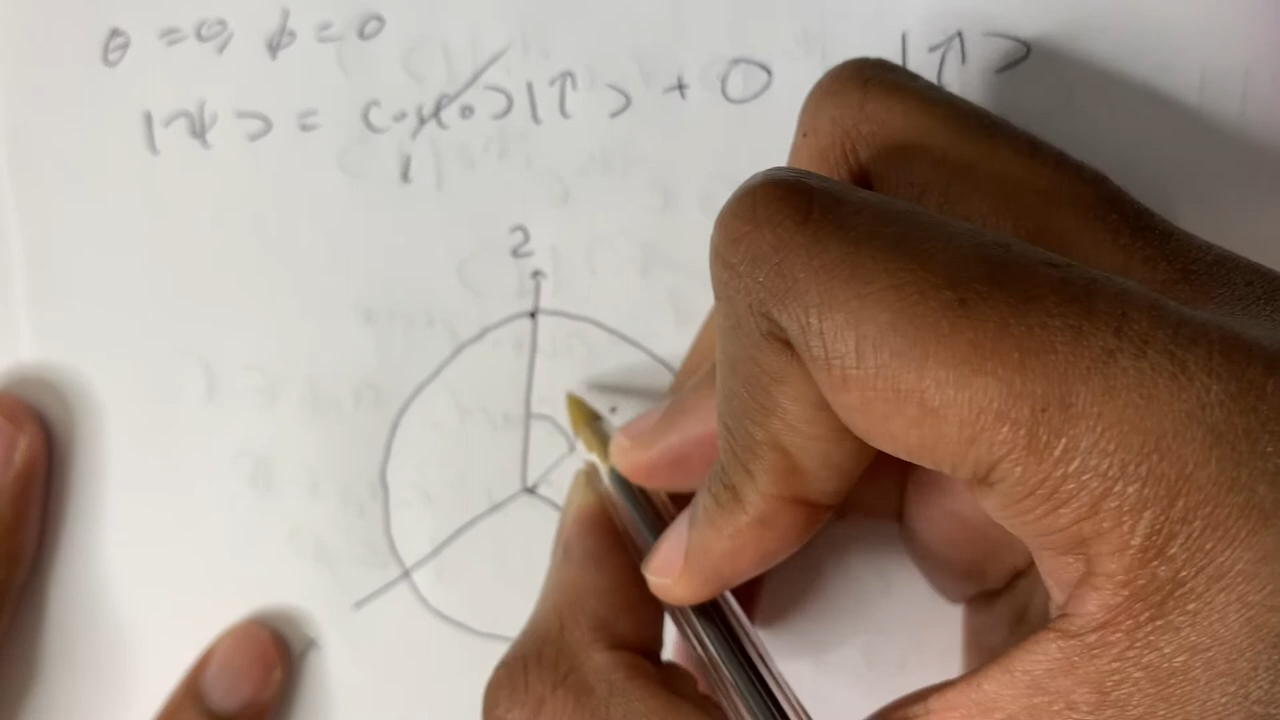 θ = 0, ϕ = 0
|ψ> = cos(0)|↑> + 0 |↑>
1
z